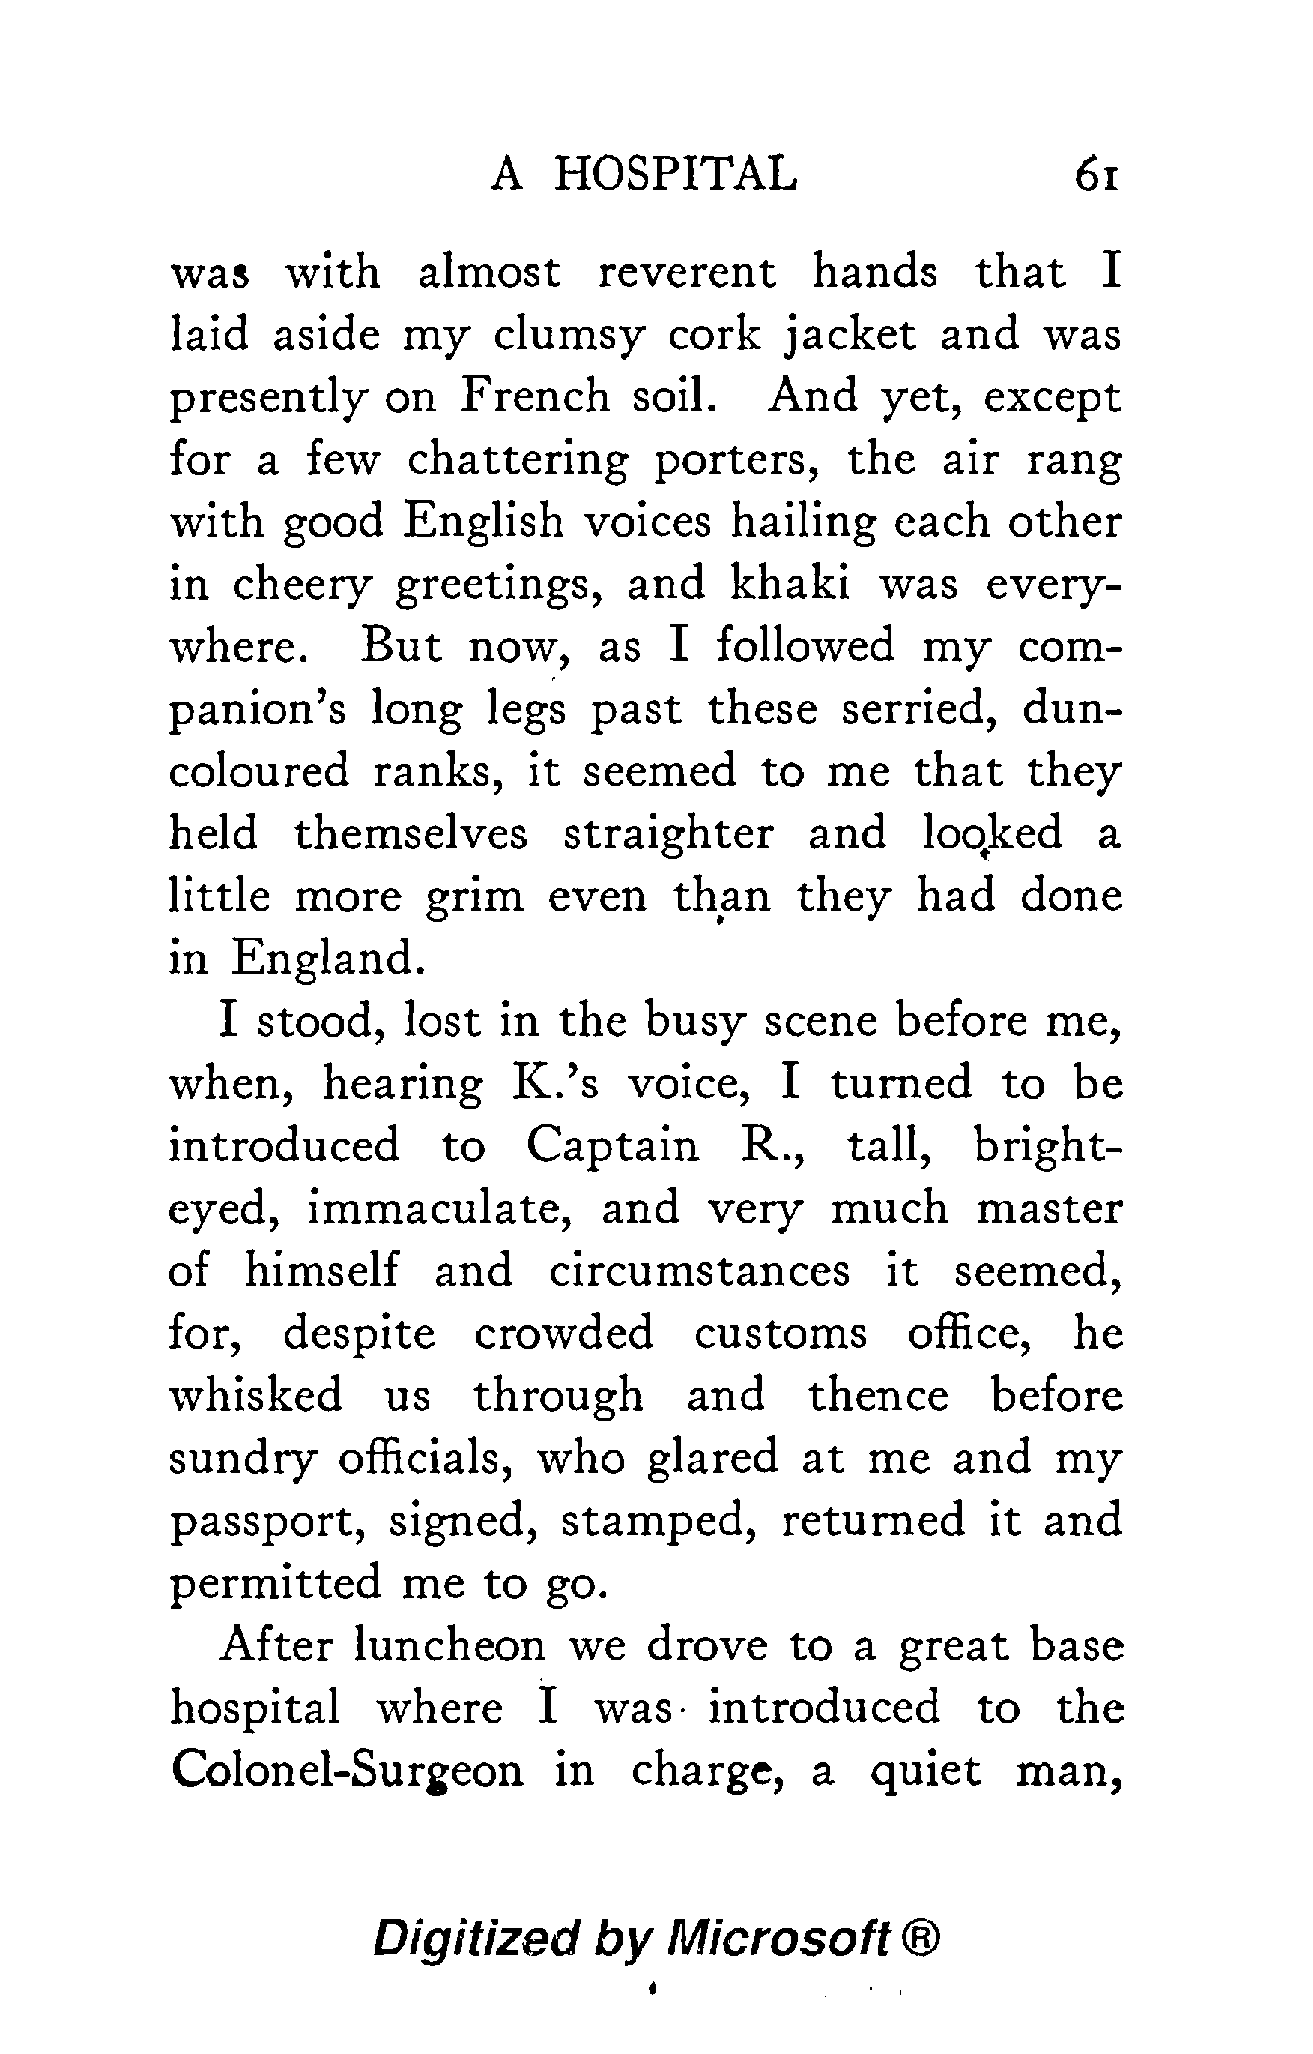 A HOSPITAL 61
was with almost reverent hands that I
laid aside my clumsy cork jacket and was
presently on French soil. And yet, except
for a few chattering porters, the air rang
with good English voices hailing each other
in cheery greetings, and khaki was every-
where. But now, as I followed my com-
panion's long legs past these serried, dun-
coloured ranks, it seemed to me that they
held themselves straighter and looked a
little more grim even than they had done
in England.
I stood, lost in the busy scene before me,
when, hearing K.'s voice, I turned to be
introduced to Captain R., tall, bright-
eyed, immaculate, and very much master
of himself and circumstances it seemed,
for, despite crowded customs office, he
whisked us through and thence before
sundry officials, who glared at me and my
passport, signed, stamped, returned it and
permitted me to go.
After luncheon we drove to a great base
hospital where I was introduced to the
Colonel-Surgeon in charge, a quiet man,
Digitized by Microsoft ®